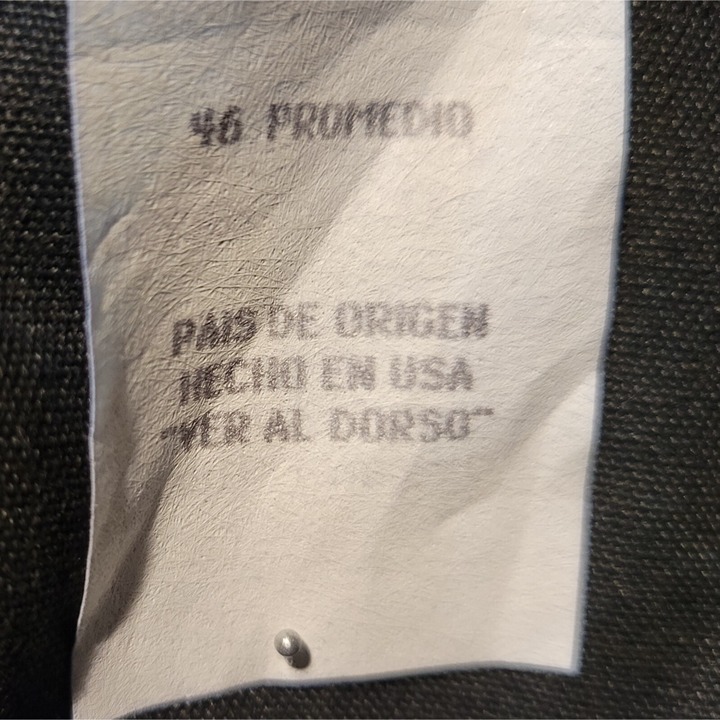 46 PROMEDIO
PAIS DE ORIGEN
HECHO EN USA
"VER AL DORSO"